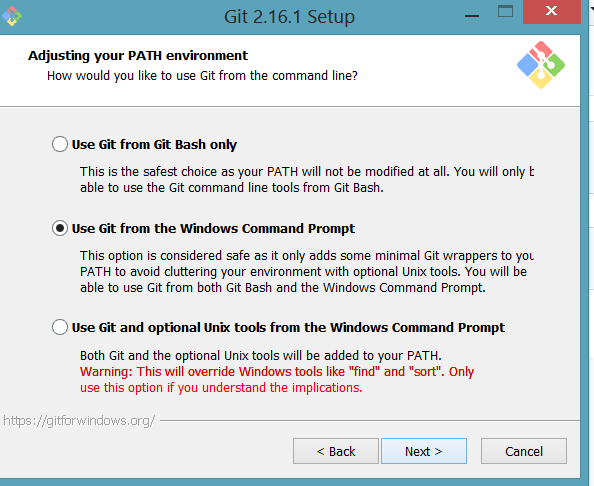 Git 2.16.1 Setup
Adjusting your PATH environment
How would you like to use Git from the command line?
Use Git from Git Bash only
This is the safest choice as your PATH will not be modified at all. You will only
able to use the Git command line tools from Git Bash.
Use Git from the Windows Command Prompt
This option is considered safe as it only adds some minimal Git wrappers to you
PATH to avoid cluttering your environment with optional Unix tools. You will be
able to use Git from both Git Bash and the Windows Command Prompt.
Use Git and optional Unix tools from the Windows Command Prompt
Both Git and the optional Unix tools will be added to your PATH.
Warning: This will override Windows tools like "find" and "sort". Only
use this option if you understand the implications.
https://gitforwindows.org/
< Back
Next >
Cancel